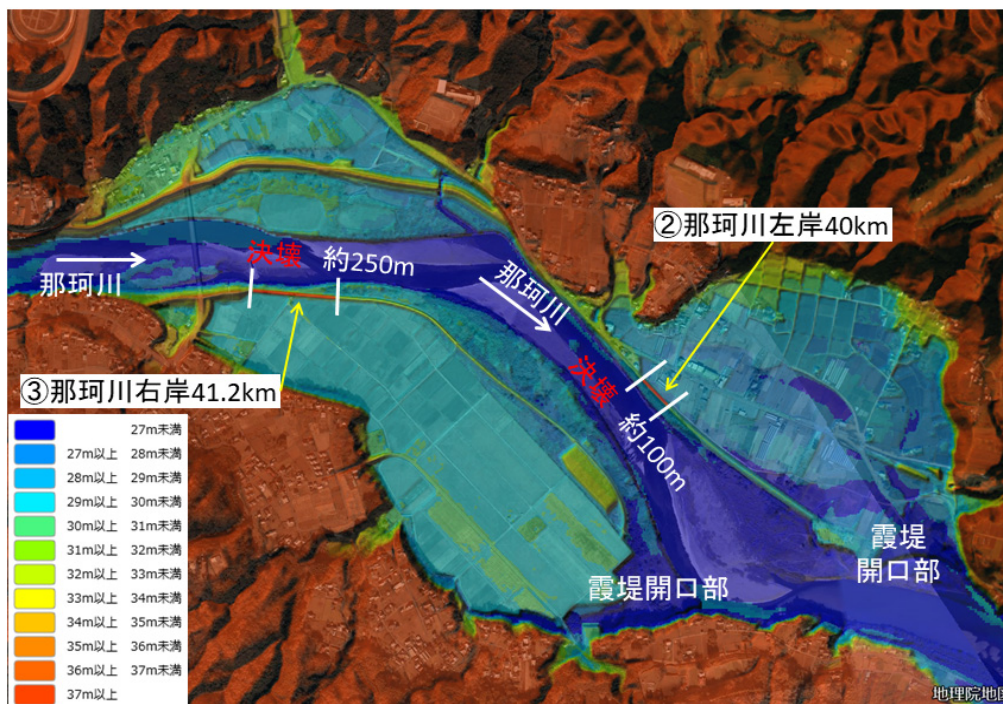 ②那珂川左岸40km
決壊
約250m
那珂川
那珂川
決壊
約100m
③那珂川右岸41.2km
27m未満
27m以上 28m未満
28m以上 29m未満
29m以上 30m未満
30m以上 31m未満
31m以上 32m未満
32m以上 33m未満
33m以上 34m未満
34m以上 35m未満
35m以上 36m未満
36m以上 37m未満
37m以上
霞堤
開口部
霞堤開口部
地理院地図